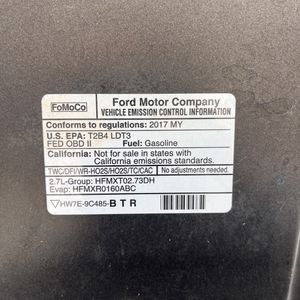 FoMoCo
Ford Motor Company
VEHICLE EMISSION CONTROL INFORMATION
Conforms to regulations: 2017 MY
U.S. EPA: T2B4 LDT3
FED OBD II Fuel: Gasoline
California: Not for sale in states with
California emissions standards.
TWC/DFI/WR-HO2S/HO2S/TC/CAC No adjustments needed.
2.7L-Group: HFMXT02.73DH
Evap: HFMXR0160ABC
HW7E-9C485-BTR